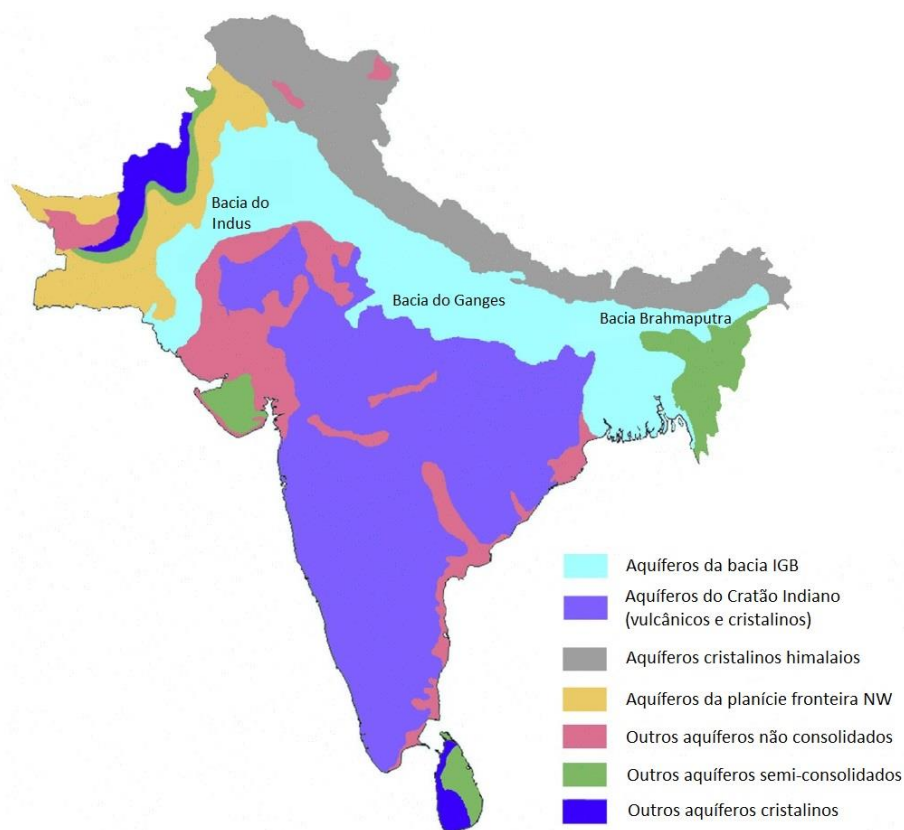 Bacia do
Indus
Bacia do Ganges
Bacia Brahmaputra
Aquíferos da bacia IGB
Aquíferos do Cratão Indiano
(vulcânicos e cristalinos)
Aquíferos cristalinos himalaios
Aquíferos da planície fronteira NW
Outros aquíferos não consolidados
Outros aquíferos semi-consolidados
Outros aquíferos cristalinos